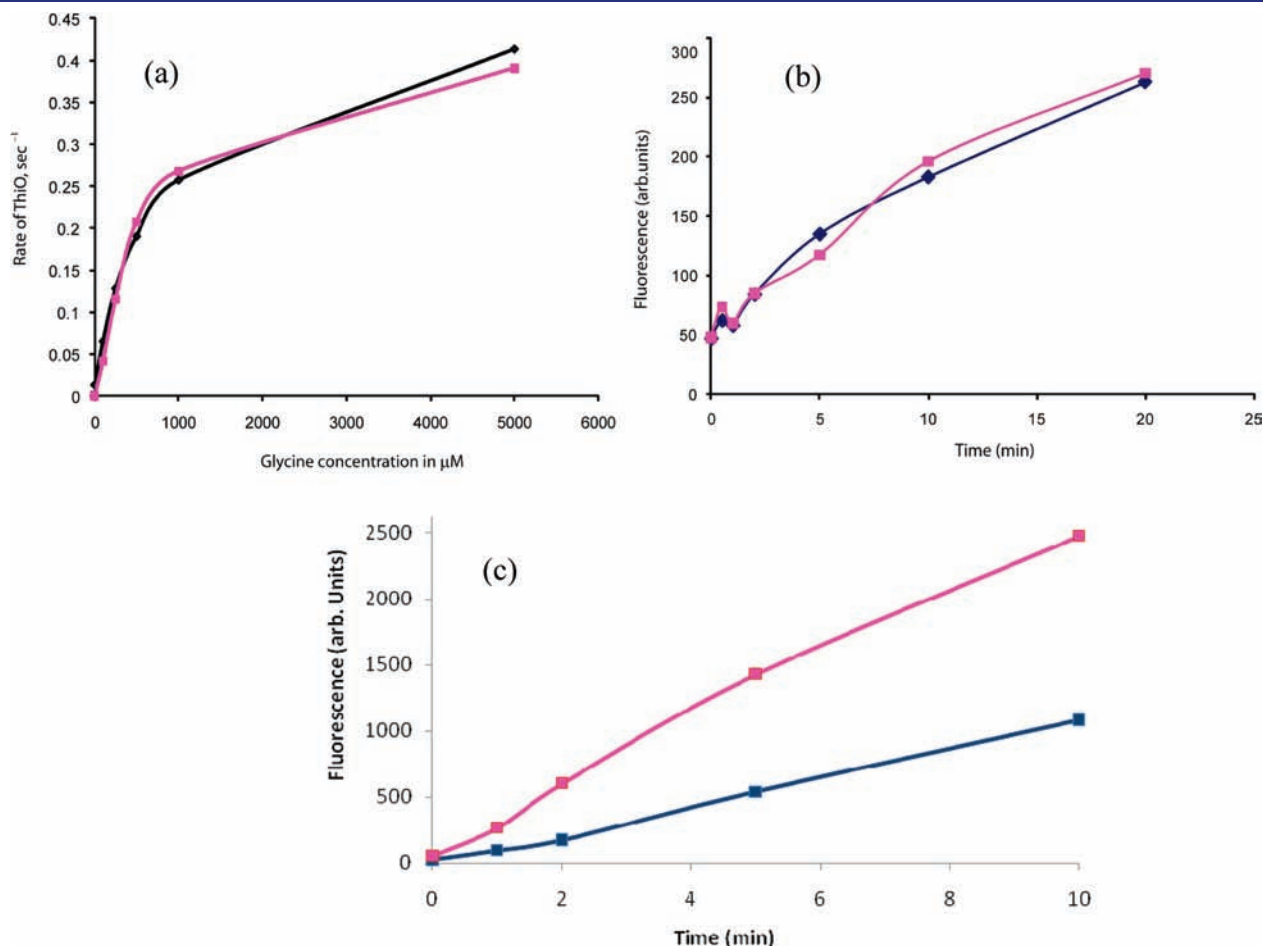 (a)
Rate of ThiO, sec⁻¹
0.45
0.4
0.35
0.3
0.25
0.2
0.15
0.1
0.05
0
0 1000 2000 3000 4000 5000 6000
Glycine concentration in μM
(b)
Fluorescence (arb.units)
300
250
200
150
100
50
0
0 5 10 15 20 25
Time (min)
(c)
Fluorescence (arb. Units)
2500
2000
1500
1000
500
0
0 2 4 6 8 10
Time (min)